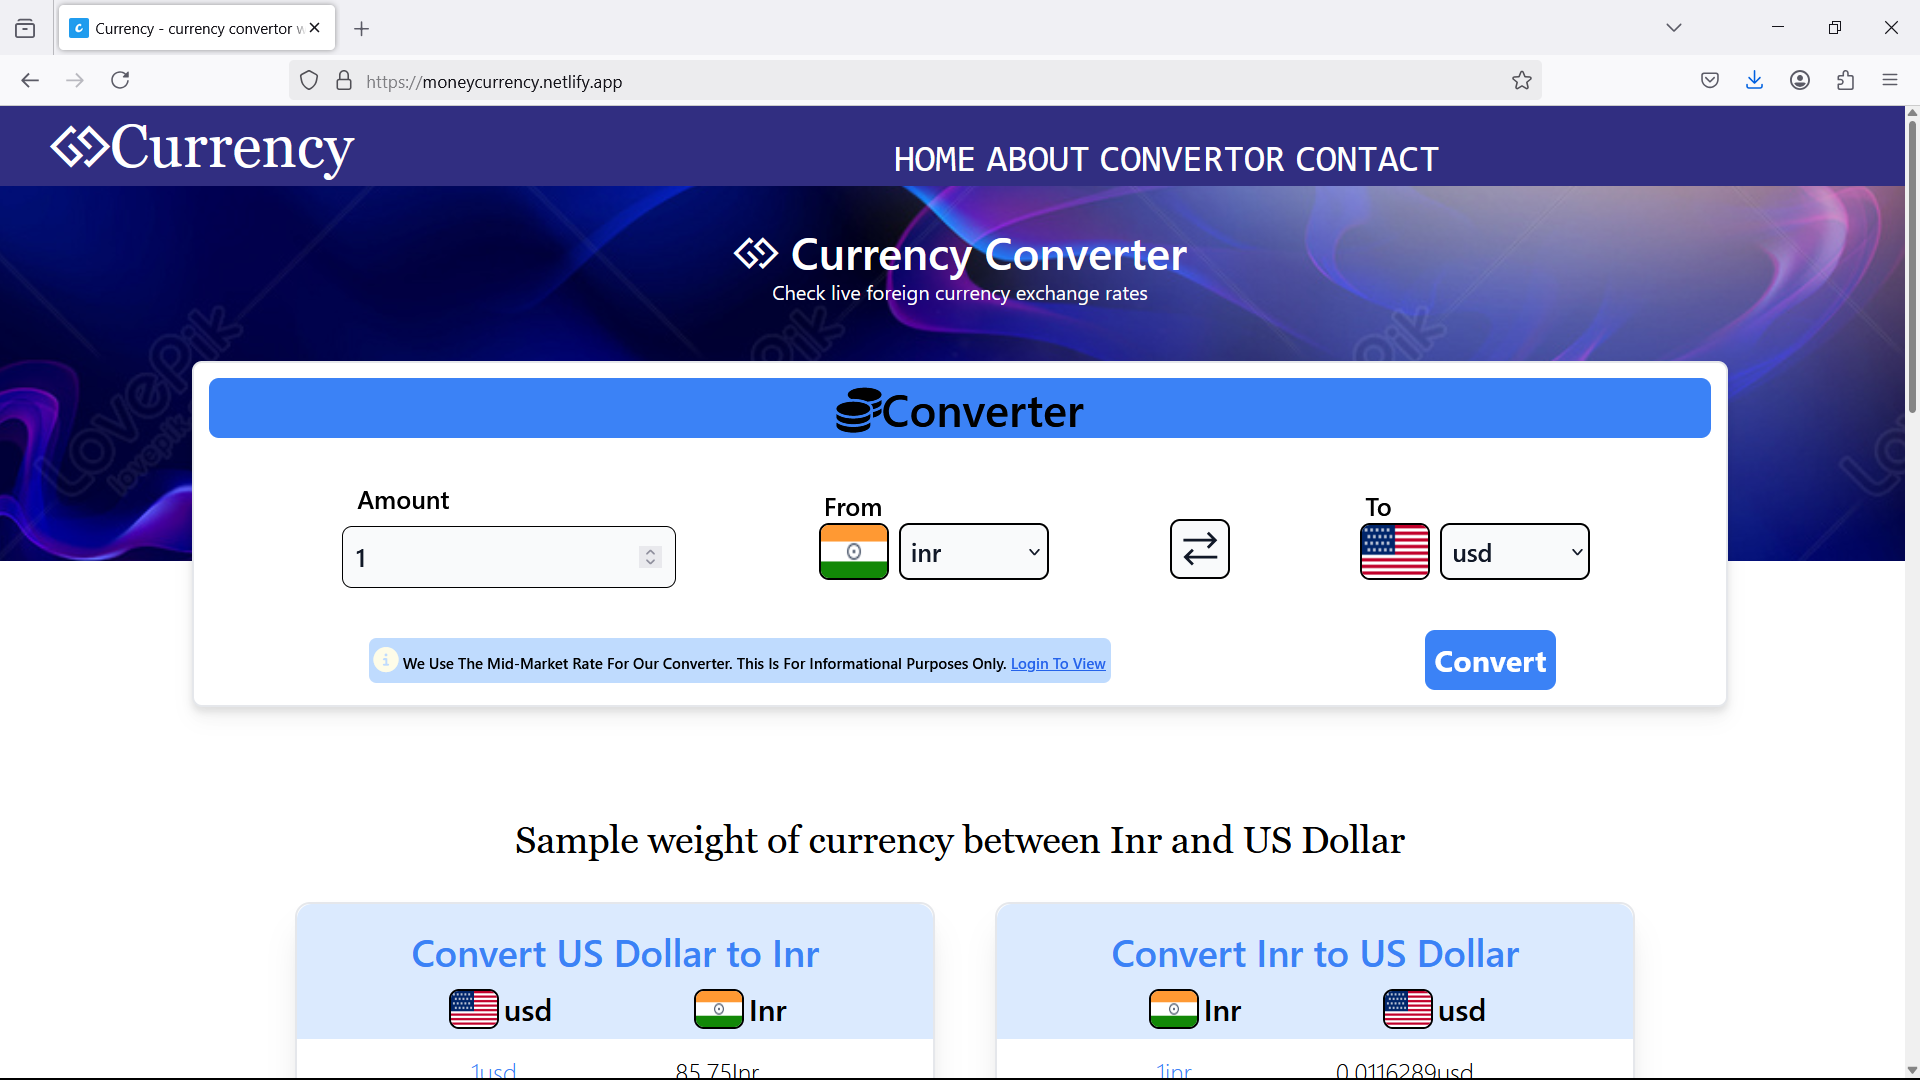 Currency - currency convertor w
https://moneycurrency.netlify.app
Currency
HOME ABOUT CONVERTOR CONTACT
Currency Converter
Check live foreign currency exchange rates
Converter
Amount
From
To
1
inr
usd
We Use The Mid-Market Rate For Our Converter. This Is For Informational Purposes Only. Login To View
Convert
Sample weight of currency between Inr and US Dollar
Convert US Dollar to Inr
usd
Inr
1usd
85.75Inr
Convert Inr to US Dollar
Inr
usd
1inr
0.0116289usd
LovePik
lovepik